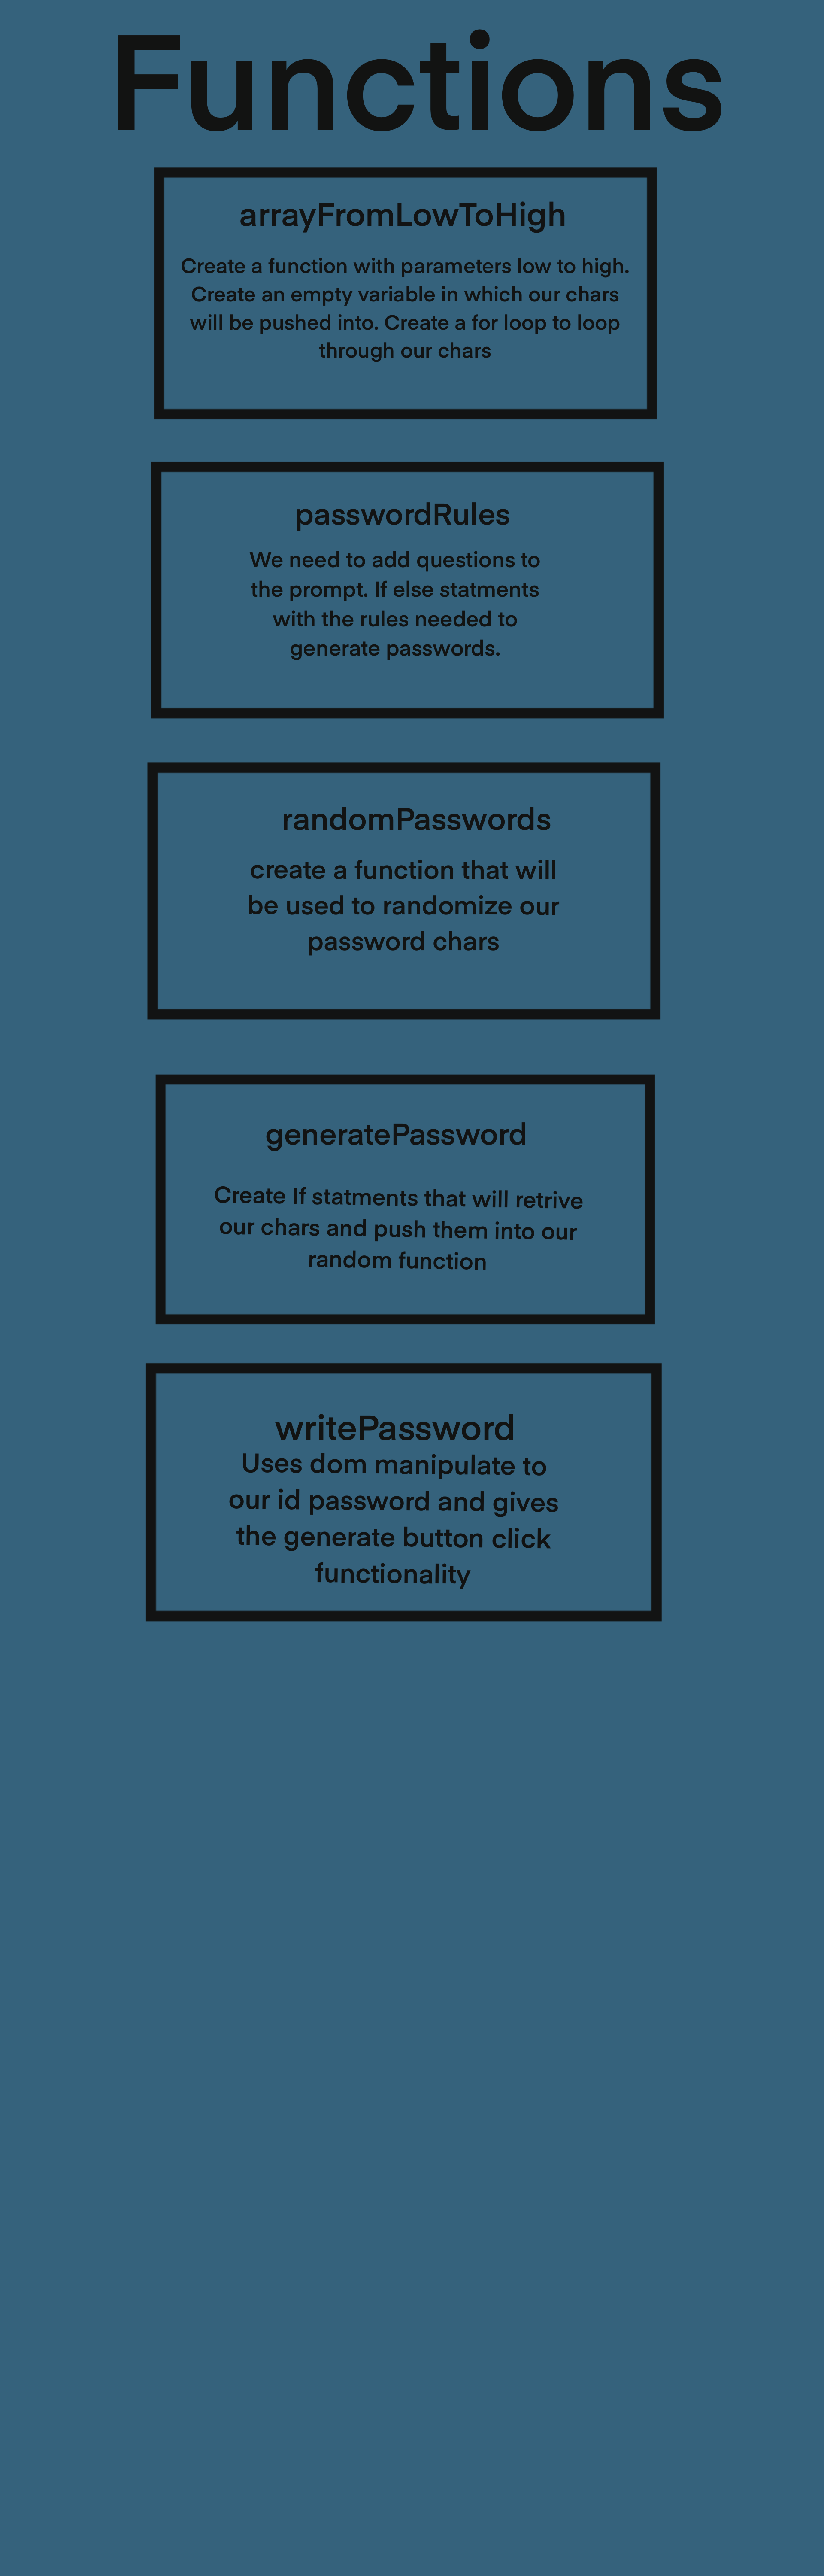 Functions
arrayFromLowToHigh
Create a function with parameters low to high.
Create an empty variable in which our chars
will be pushed into. Create a for loop to loop
through our chars
passwordRules
We need to add questions to
the prompt. If else statments
with the rules needed to
generate passwords.
randomPasswords
create a function that will
be used to randomize our
password chars
generatePassword
Create If statments that will retrive
our chars and push them into our
random function
writePassword
Uses dom manipulate to
our id password and gives
the generate button click
functionality